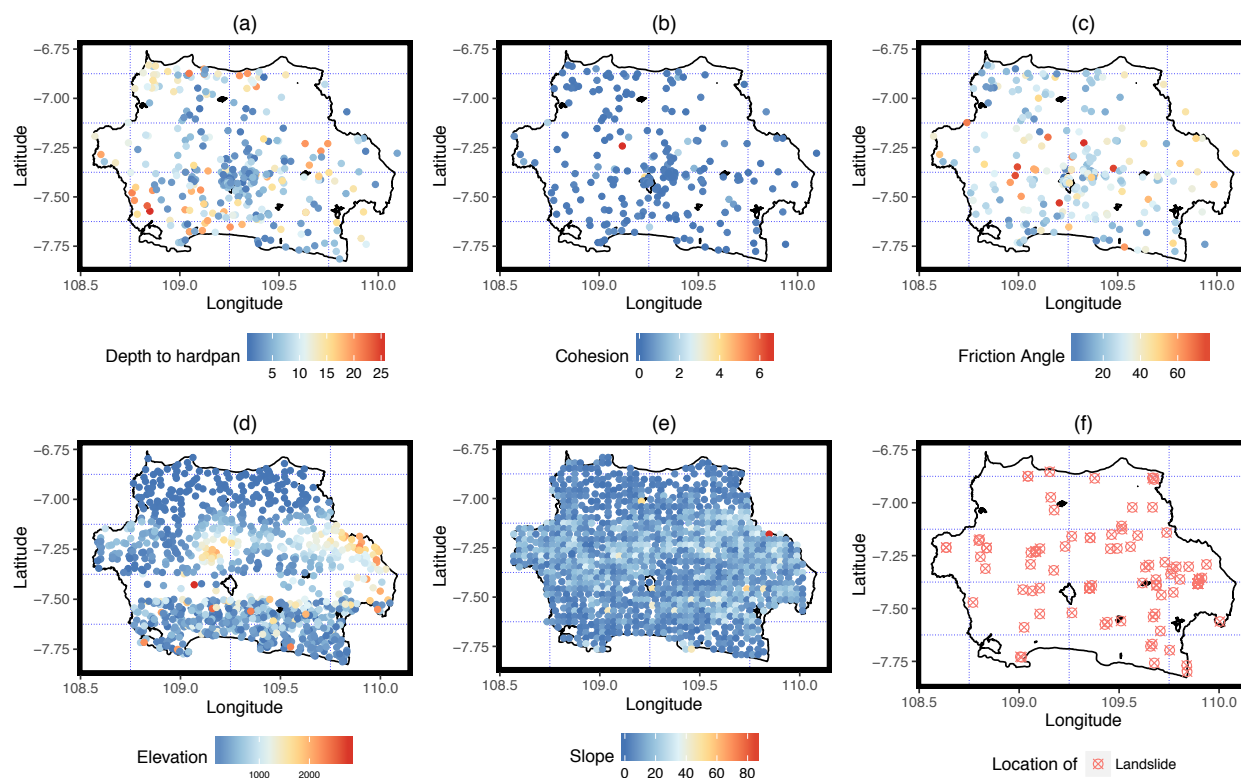 (a) (b) (c)
−6.75 −6.75 −6.75
−7.00 −7.00 −7.00
−7.25 −7.25 −7.25
−7.50 −7.50 −7.50
−7.75 −7.75 −7.75
Latitude Latitude Latitude
108.5 109.0 109.5 110.0 108.5 109.0 109.5 110.0 108.5 109.0 109.5 110.0
Longitude Longitude Longitude
Depth to hardpan Cohesion Friction Angle
5 10 15 20 25 0 2 4 6 20 40 60
(d) (e) (f)
−6.75 −6.75 −6.75
−7.00 −7.00 −7.00
−7.25 −7.25 −7.25
−7.50 −7.50 −7.50
−7.75 −7.75 −7.75
Latitude Latitude Latitude
108.5 109.0 109.5 110.0 108.5 109.0 109.5 110.0 108.5 109.0 109.5 110.0
Longitude Longitude Longitude
Elevation Slope Location of Landslide
1000 2000 0 20 40 60 80